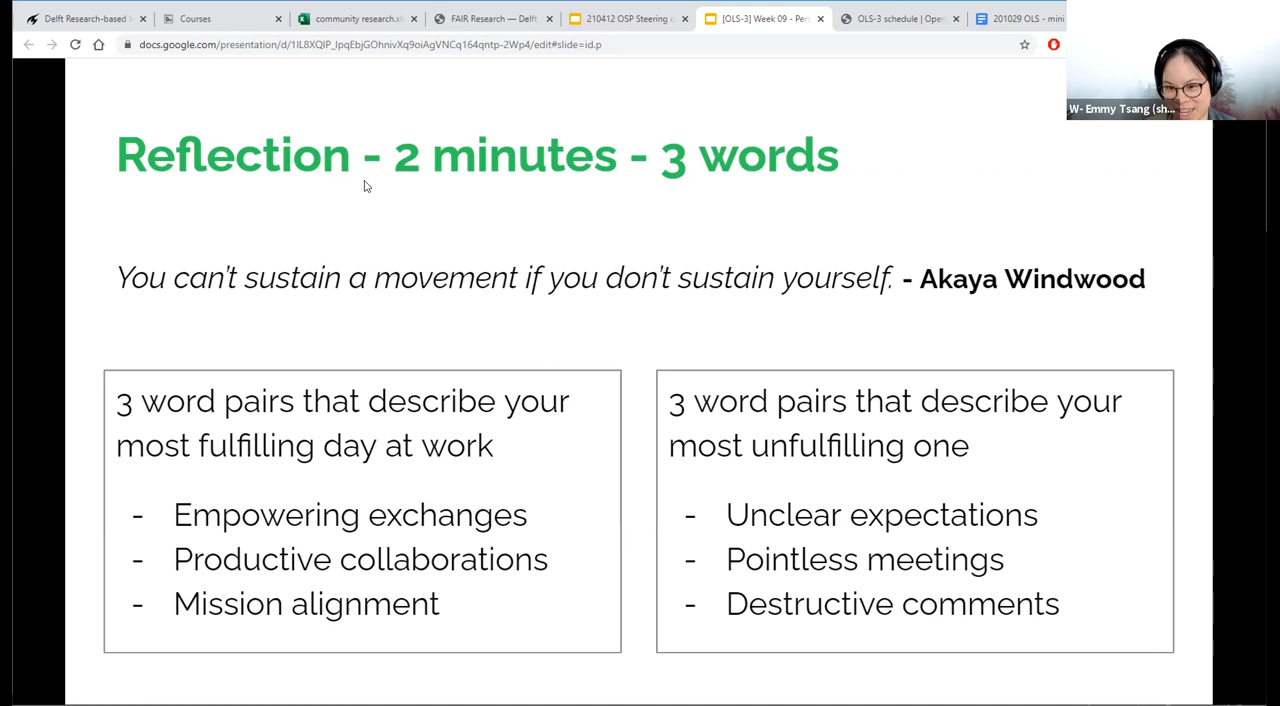 Delft Research-based I
Courses
community research.xl
FAIR Research — Delft
210412 OSP Steering c
[OLS-3] Week 09 - Per
OLS-3 schedule | Open
201029 OLS - mini
docs.google.com/presentation/d/1lL8XQIP_lpqEbjGOhnivXq9oiAgVNCq164qntp-2Wp4/edit#slide=id.p
W- Emmy Tsang (sh...
Reflection - 2 minutes - 3 words
You can't sustain a movement if you don't sustain yourself. - Akaya Windwood
3 word pairs that describe your
most fulfilling day at work
- Empowering exchanges
- Productive collaborations
- Mission alignment
3 word pairs that describe your
most unfulfilling one
- Unclear expectations
- Pointless meetings
- Destructive comments